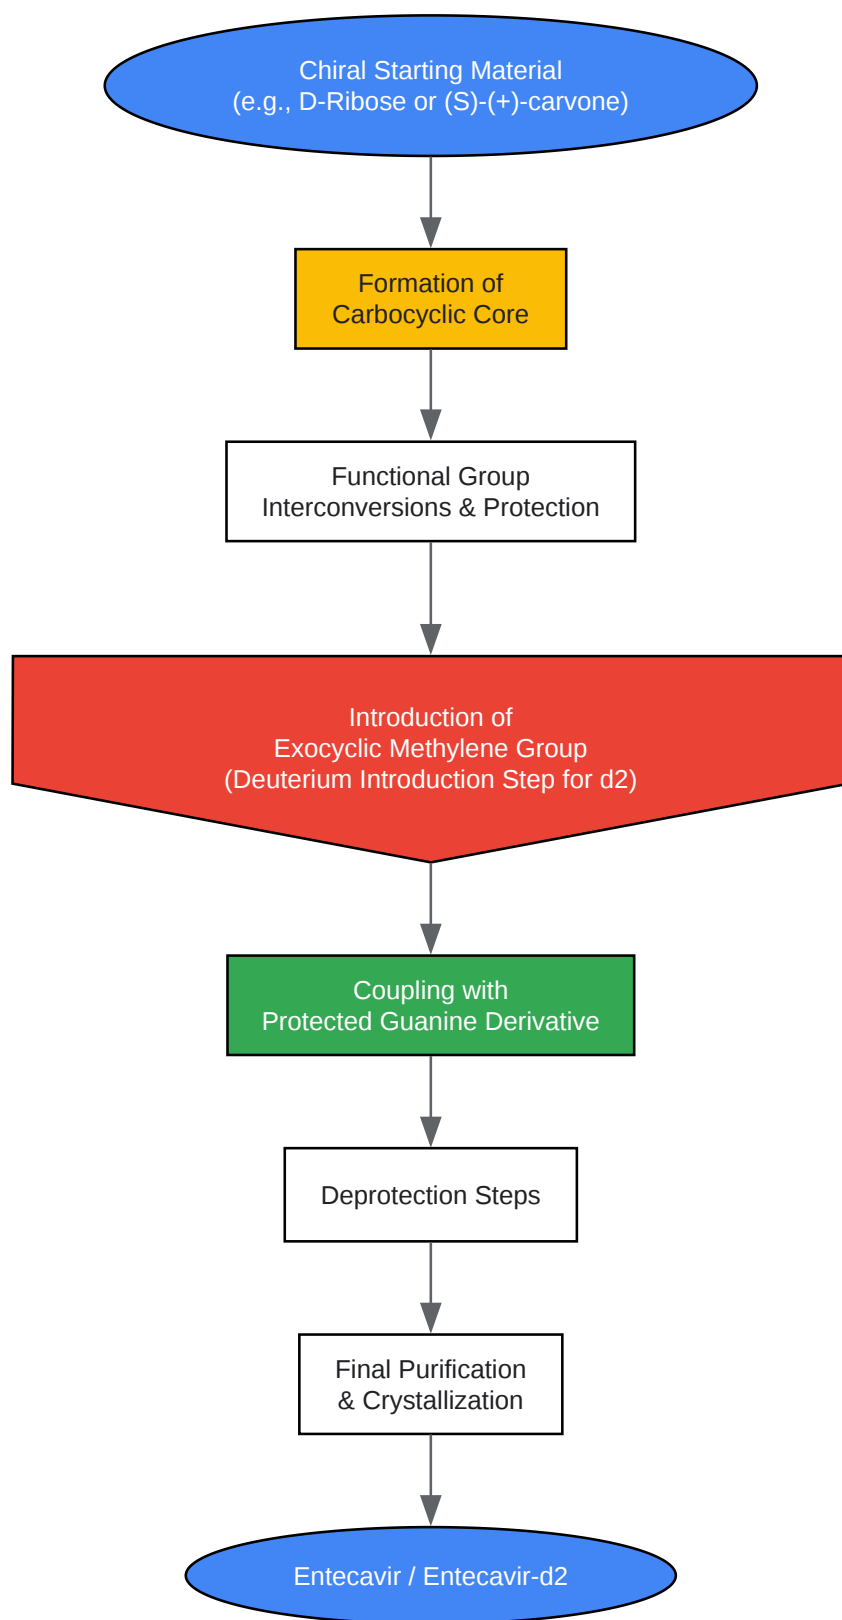 Chiral Starting Material
(e.g., D-Ribose or (S)-(+)-carvone)
Formation of
Carbocyclic Core
Functional Group
Interconversions & Protection
Introduction of
Exocyclic Methylene Group
(Deuterium Introduction Step for d2)
Coupling with
Protected Guanine Derivative
Deprotection Steps
Final Purification
& Crystallization
Entecavir / Entecavir-d2